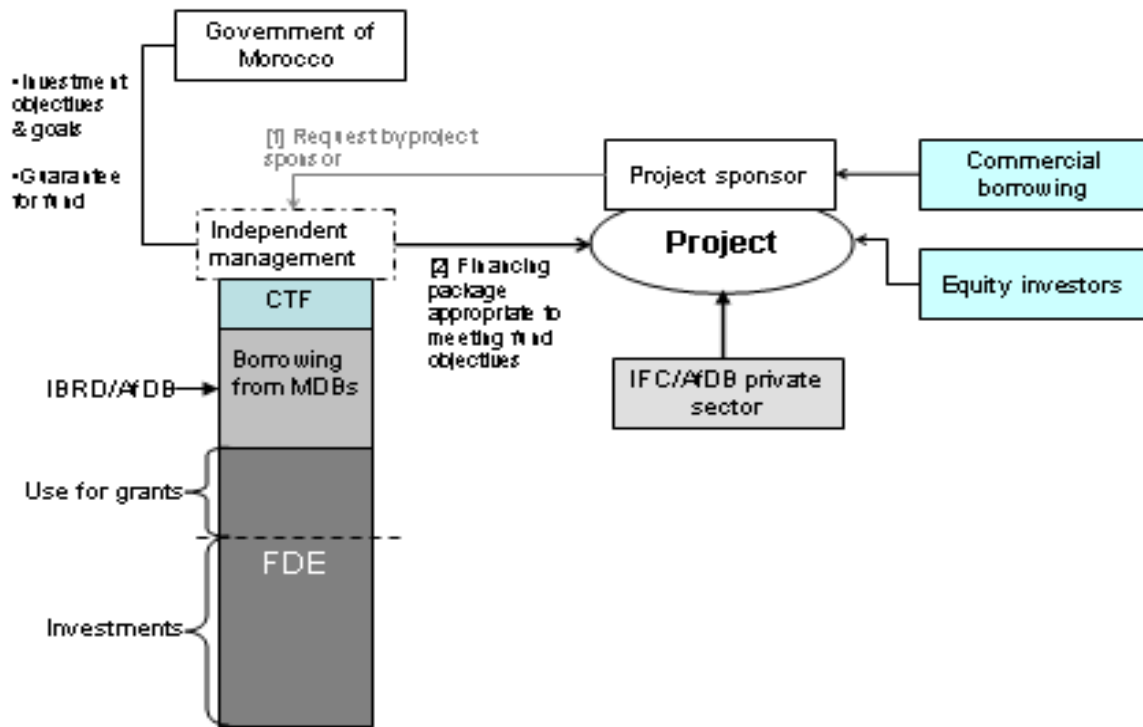 Government of
Morocco
•Investment
objectives
& goals
•Guarantee
for fund
[1] Request by project
sponsor
Project sponsor
Commercial
borrowing
Independent
management
Project
[2] Financing
package
appropriate to
meeting fund
objectives
Equity investors
CTF
Borrowing
from MDBs
IBRD/AfDB
IFC/AfDB private
sector
Use for grants
FDE
Investments